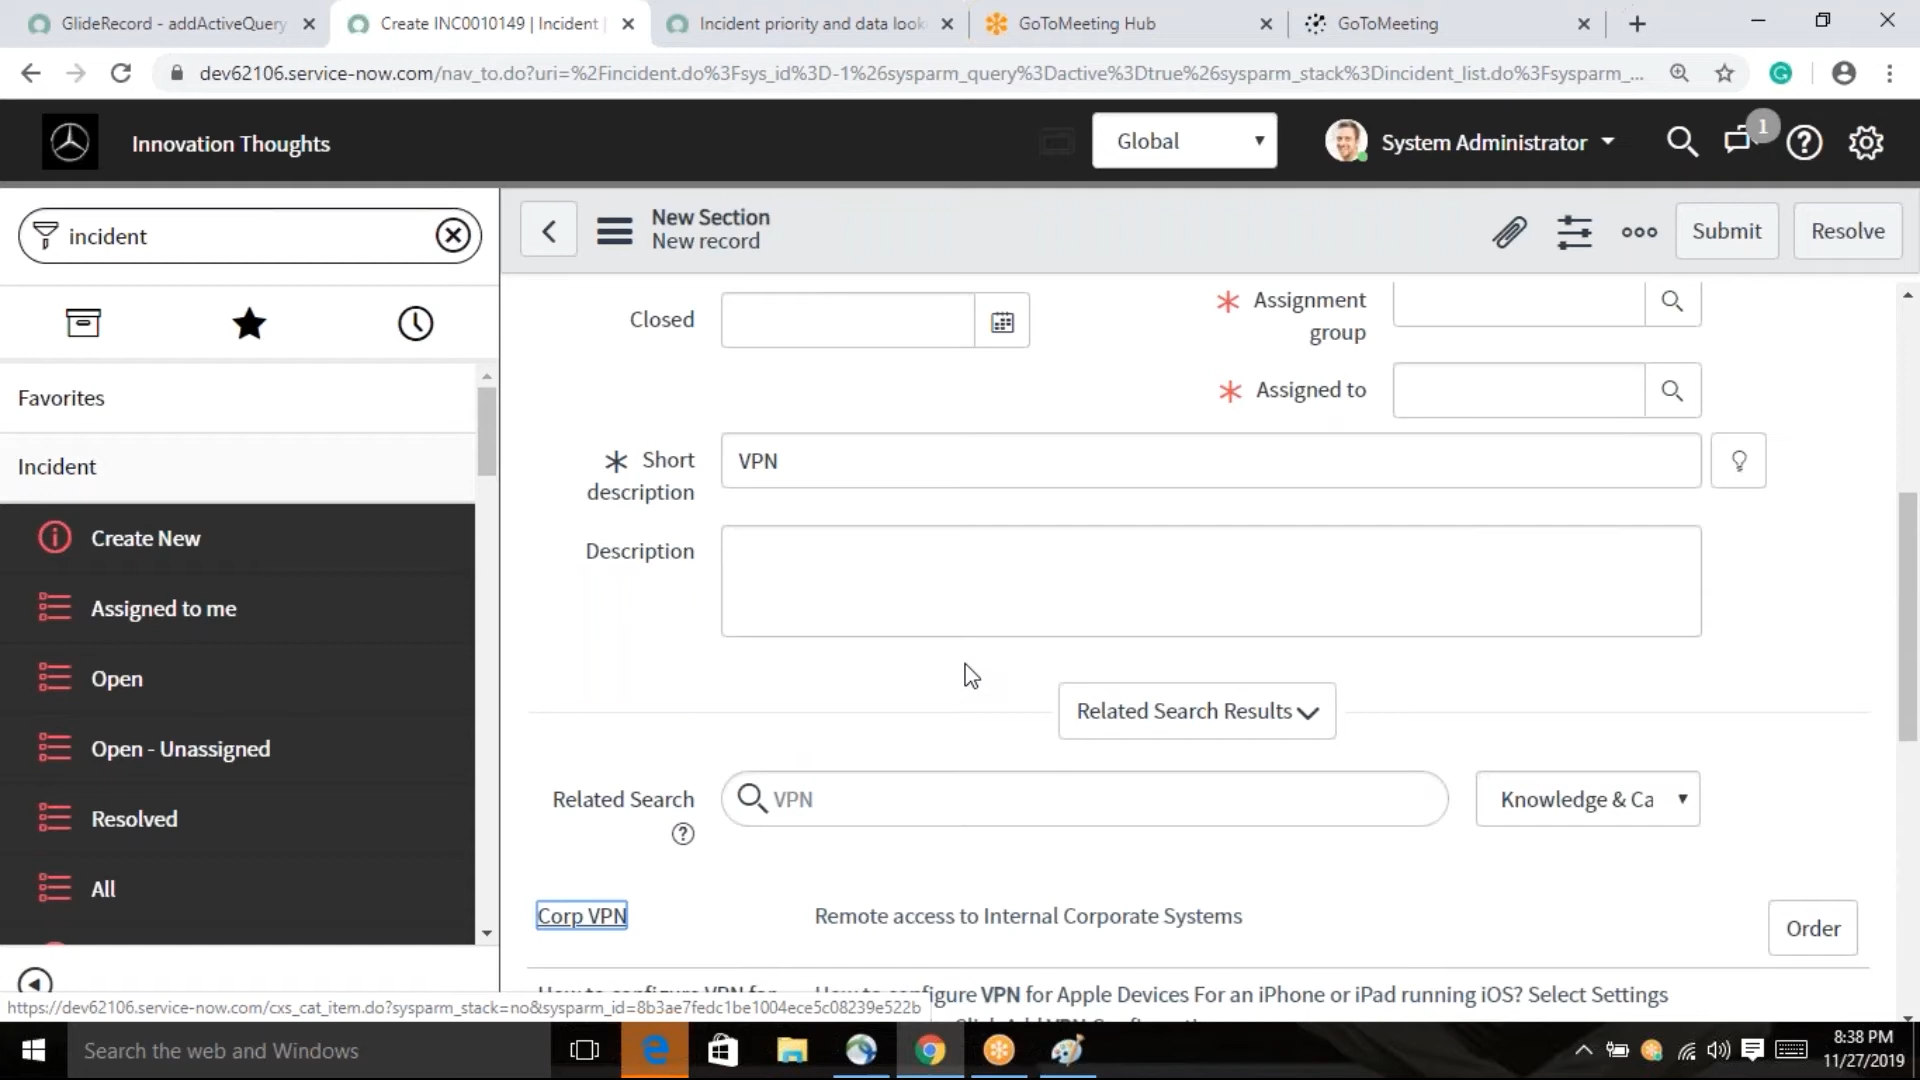 GlideRecord - addActiveQuery
Create INC0010149 | Incident |
Incident priority and data look
GoToMeeting Hub
GoToMeeting
dev62106.service-now.com/nav_to.do?uri=%2Fincident.do%3Fsys_id%3D-1%26sysparm_query%3Dactive%3Dtrue%26sysparm_stack%3Dincident_list.do%3Fsysparm_...
Innovation Thoughts
Global
System Administrator
1
incident
New Section
New record
Submit
Resolve
Favorites
Incident
Create New
Assigned to me
Open
Open - Unassigned
Resolved
All
Closed
Assignment
group
Assigned to
Short
description
VPN
Description
Related Search Results
Related Search
VPN
Knowledge & Ca
Corp VPN
Remote access to Internal Corporate Systems
Order
figure VPN for Apple Devices For an iPhone or iPad running iOS? Select Settings
https://dev62106.service-now.com/cxs_cat_item.do?sysparm_stack=no&sysparm_id=8b3ae7fedc1be1004ece5c08239e522b
Search the web and Windows
8:38 PM
11/27/2019